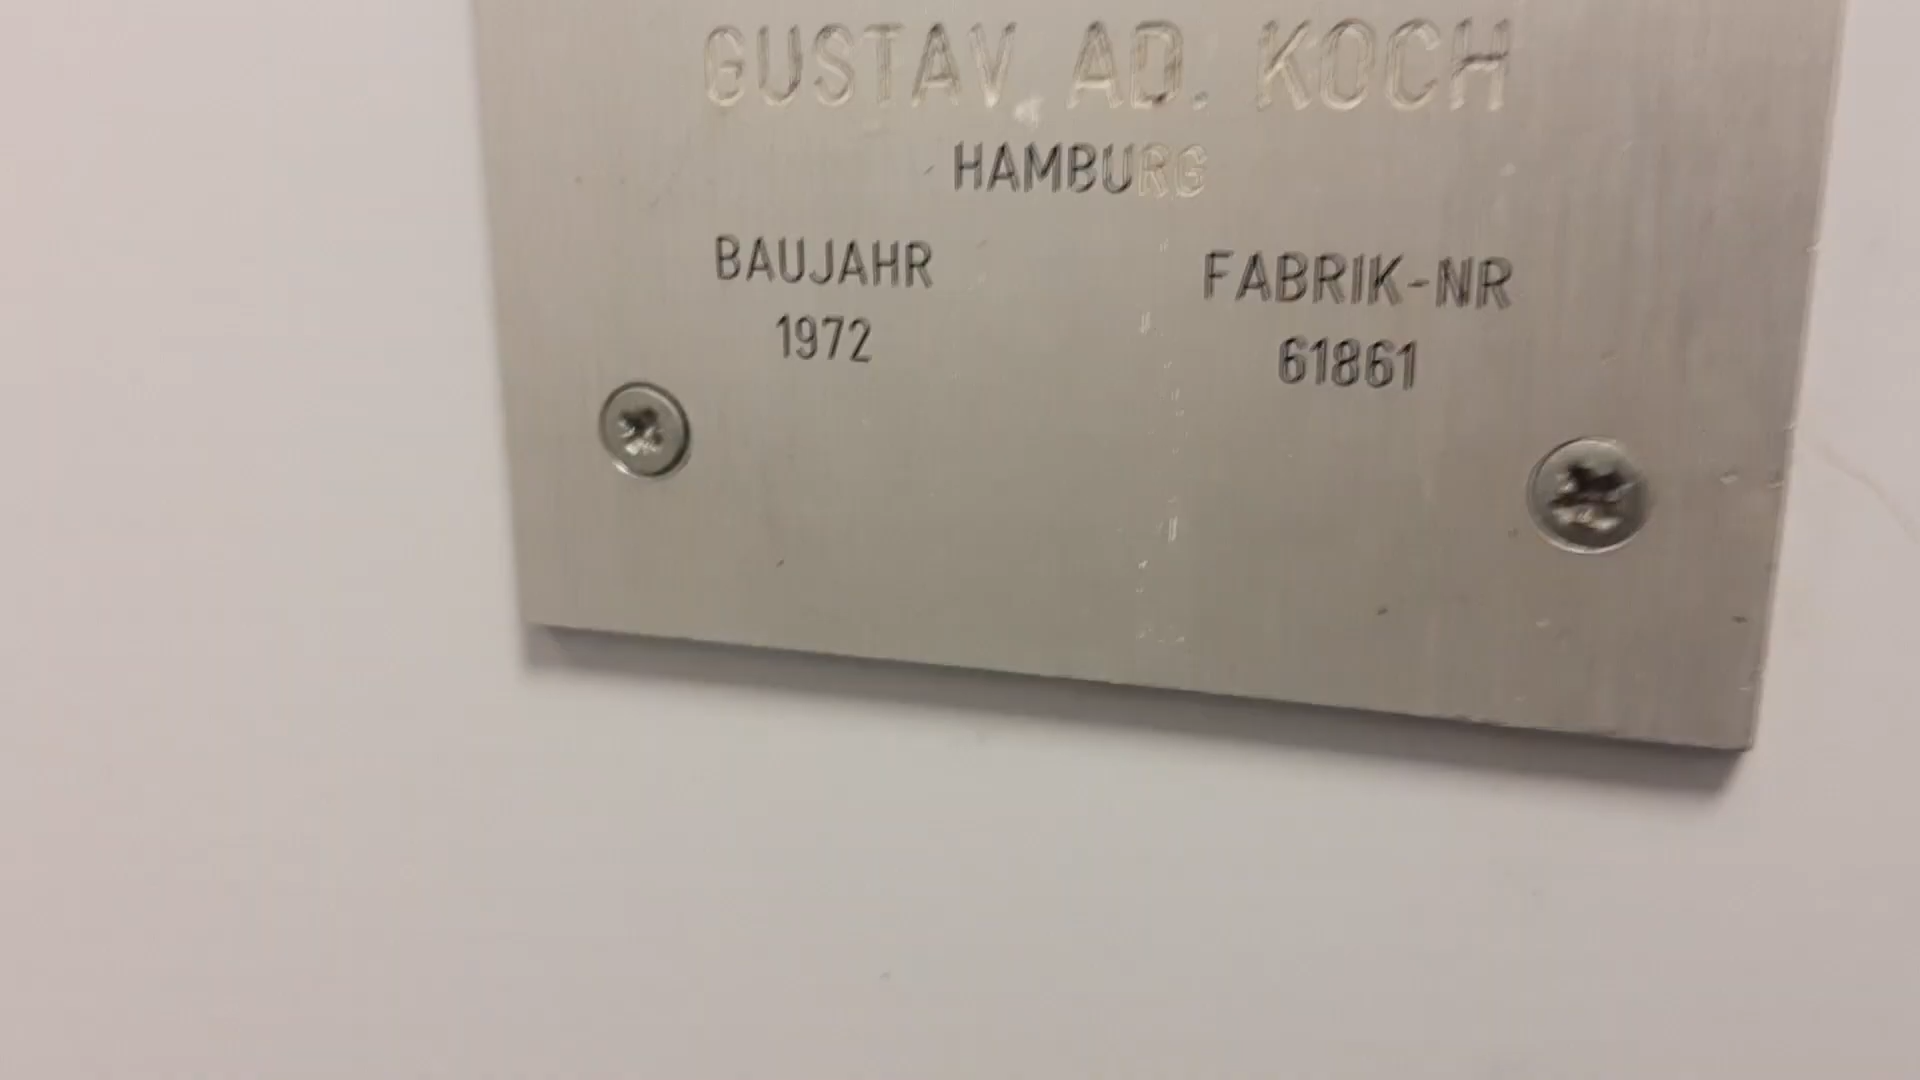 GUSTAV AD. KOCH
HAMBURG
BAUJAHR
1972
FABRIK-NR
61861